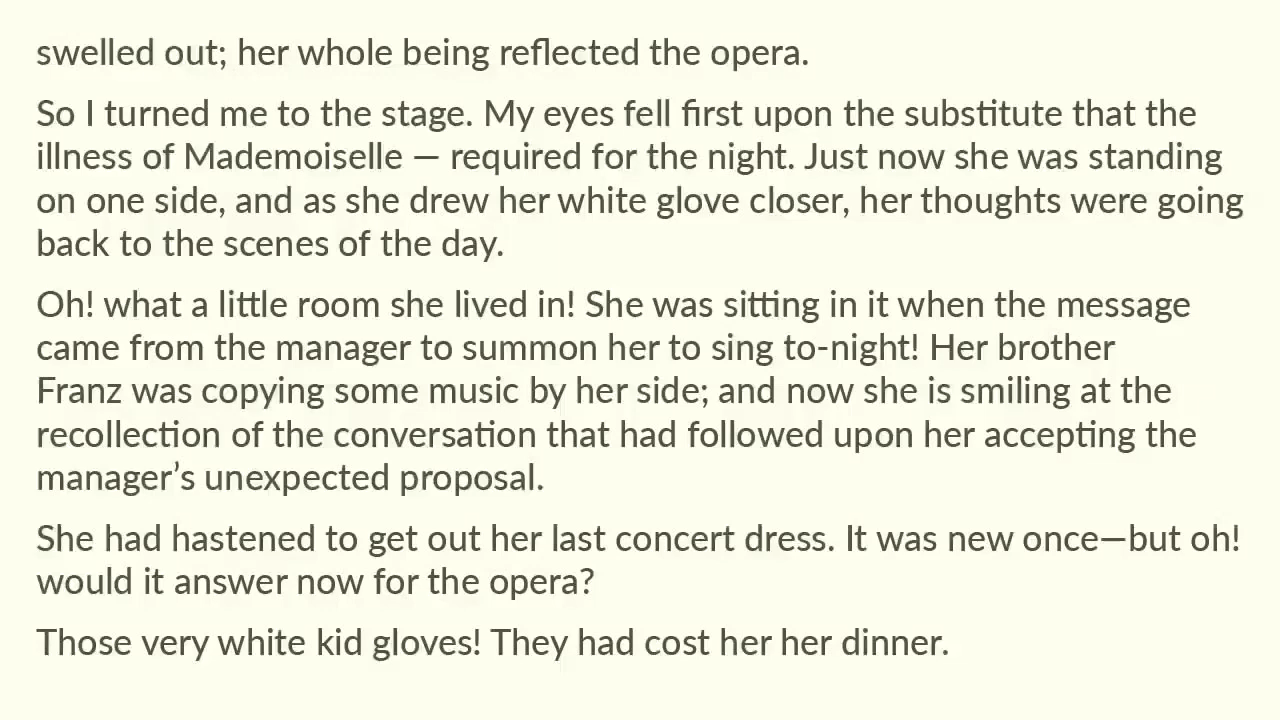 swelled out; her whole being reflected the opera.
So I turned me to the stage. My eyes fell first upon the substitute that the
illness of Mademoiselle — required for the night. Just now she was standing
on one side, and as she drew her white glove closer, her thoughts were going
back to the scenes of the day.
Oh! what a little room she lived in! She was sitting in it when the message
came from the manager to summon her to sing to-night! Her brother
Franz was copying some music by her side; and now she is smiling at the
recollection of the conversation that had followed upon her accepting the
manager’s unexpected proposal.
She had hastened to get out her last concert dress. It was new once—but oh!
would it answer now for the opera?
Those very white kid gloves! They had cost her her dinner.